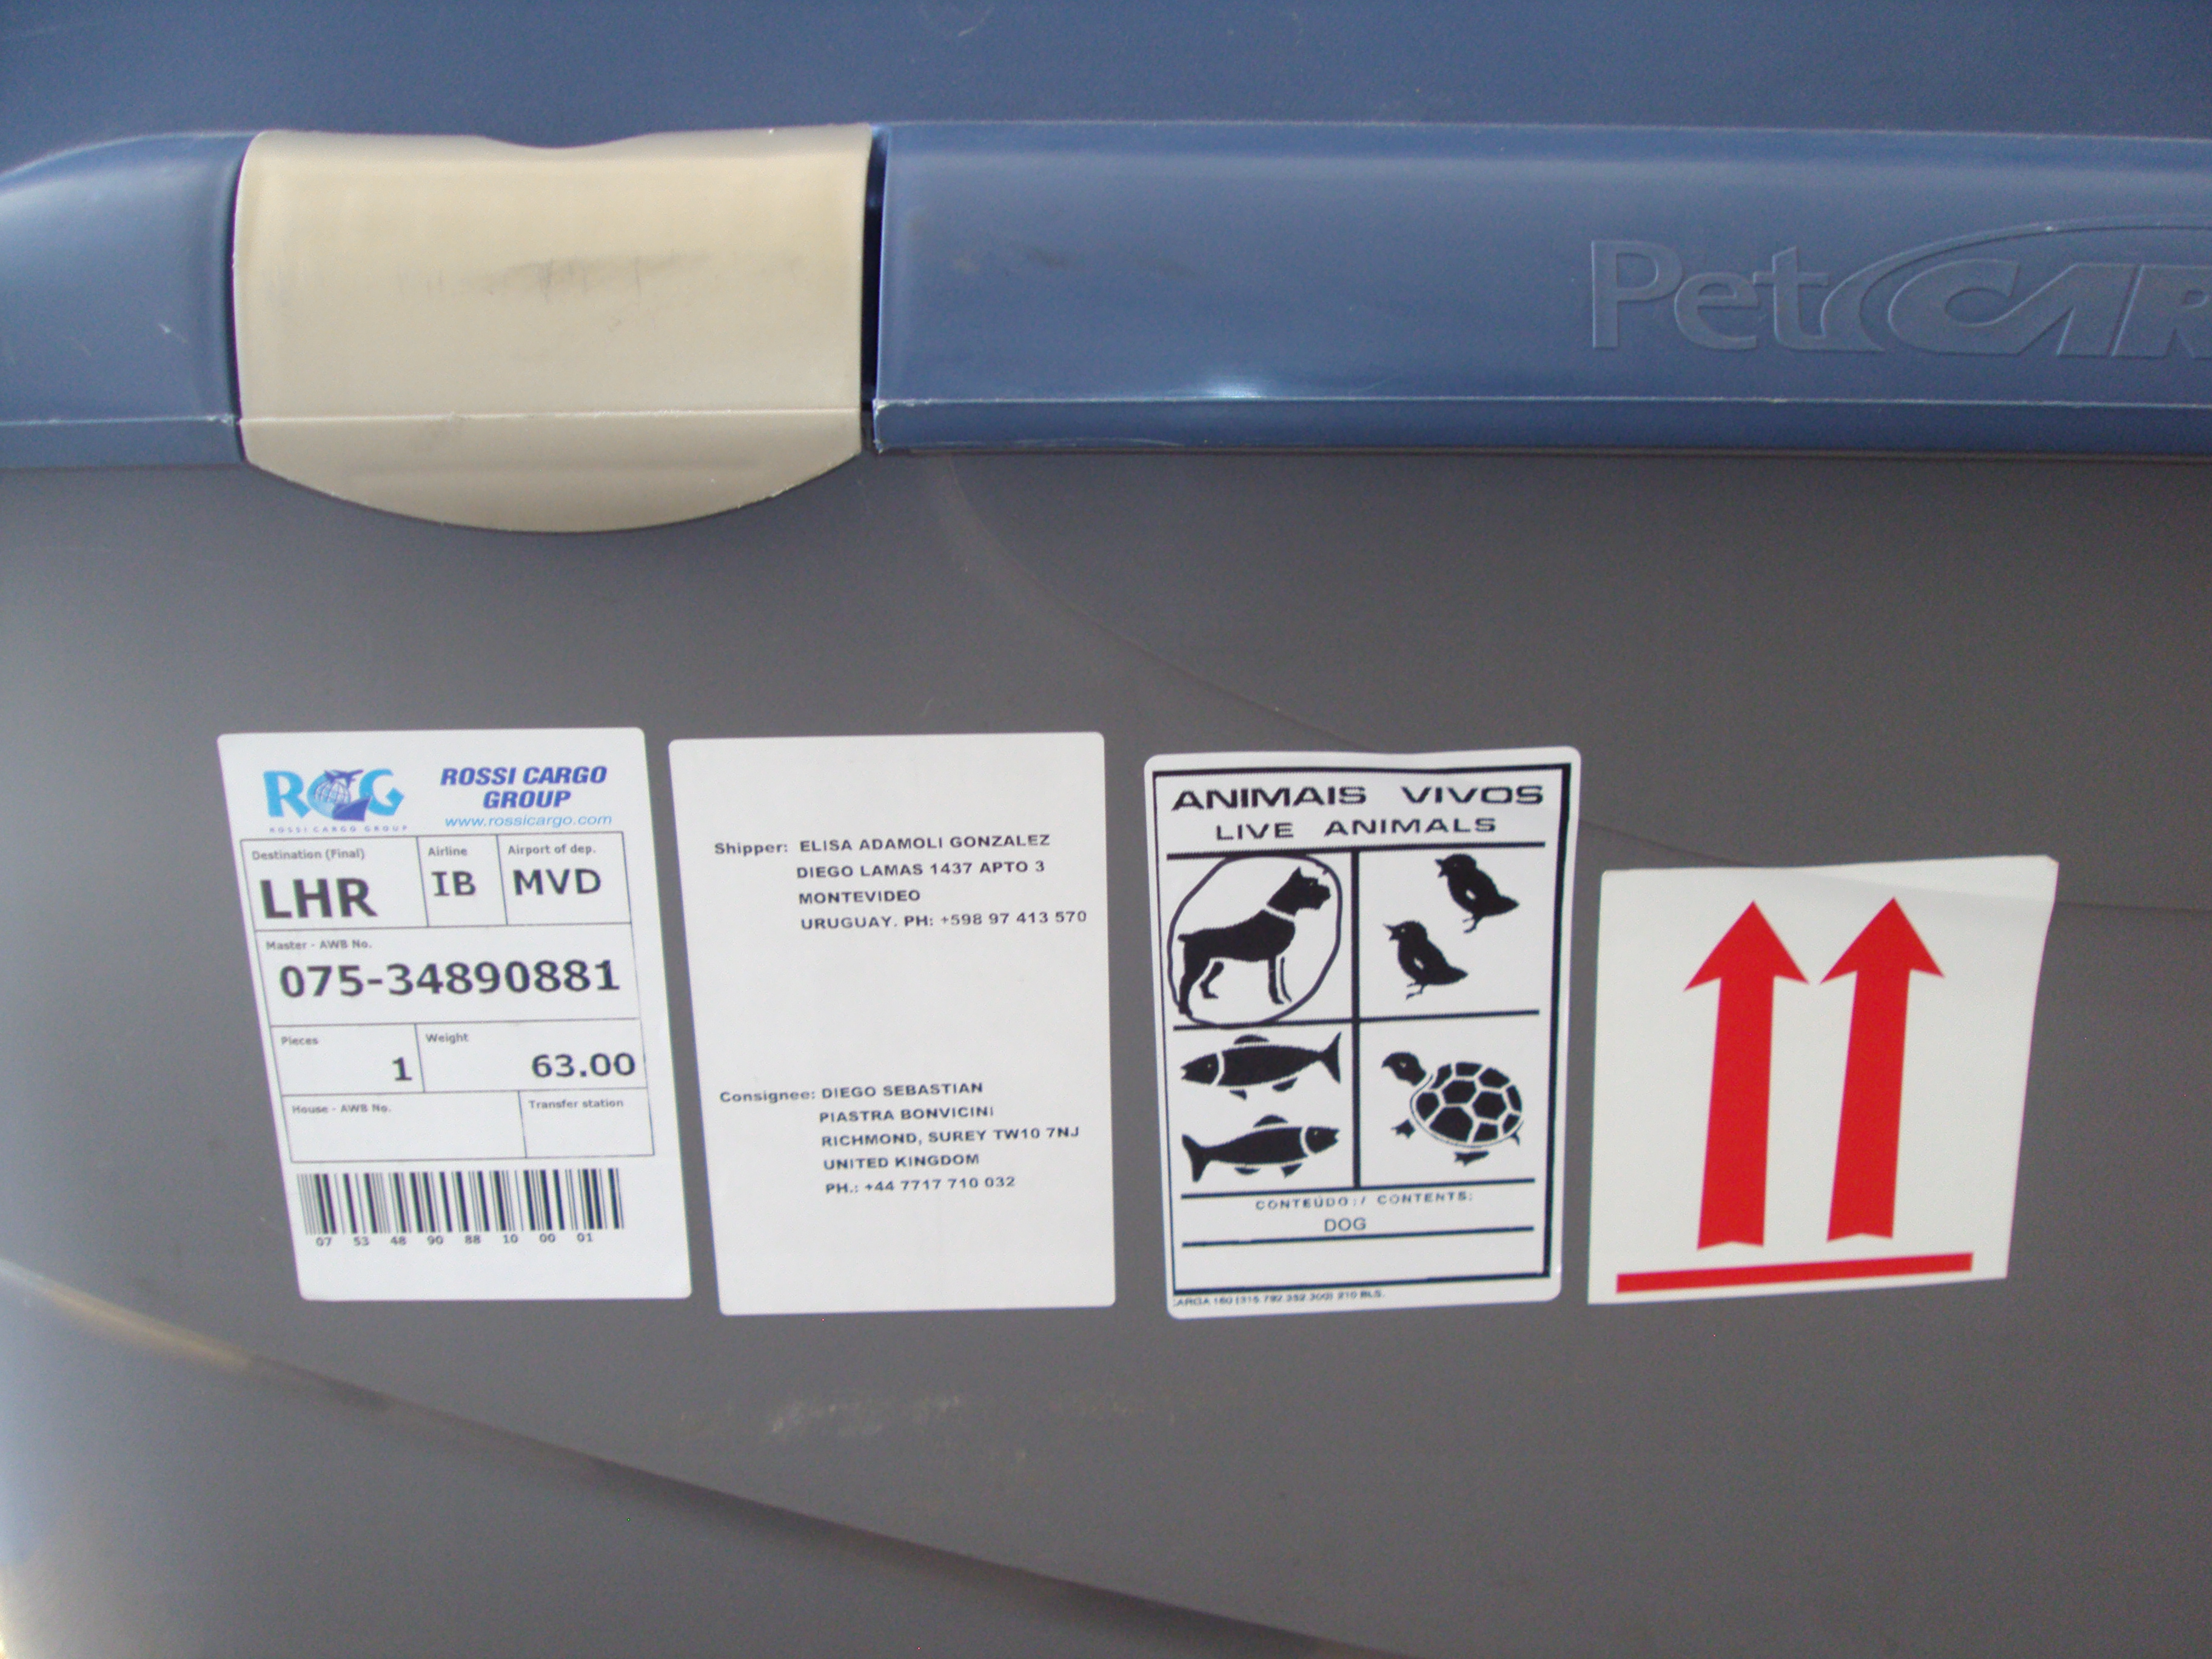 Pet
ROG
ROSSI CARGO GROUP
ROSSI CARGO
GROUP
www.rossicargo.com
Destination (Final)
LHR
Airline
IB
Airport of dep.
MVD
Master - AWB No.
075-34890881
Pieces
1
Weight
63.00
House - AWB No.
Transfer station
07 53 48 90 88 10 00 01
Shipper: ELISA ADAMOLI GONZALEZ
DIEGO LAMAS 1437 APTO 3
MONTEVIDEO
URUGUAY. PH: +598 97 413 570
Consignee: DIEGO SEBASTIAN
PIASTRA BONVICINI
RICHMOND, SUREY TW10 7NJ
UNITED KINGDOM
PH.: +44 7717 710 032
ANIMAIS VIVOS
LIVE ANIMALS
CONTEÚDO:/ CONTENTS:
DOG